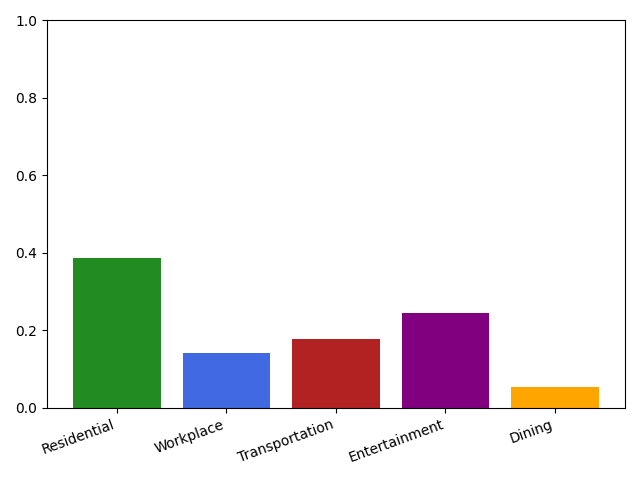 1.0
0.8
0.6
0.4
0.2
0.0
Residential
Workplace
Transportation
Entertainment
Dining